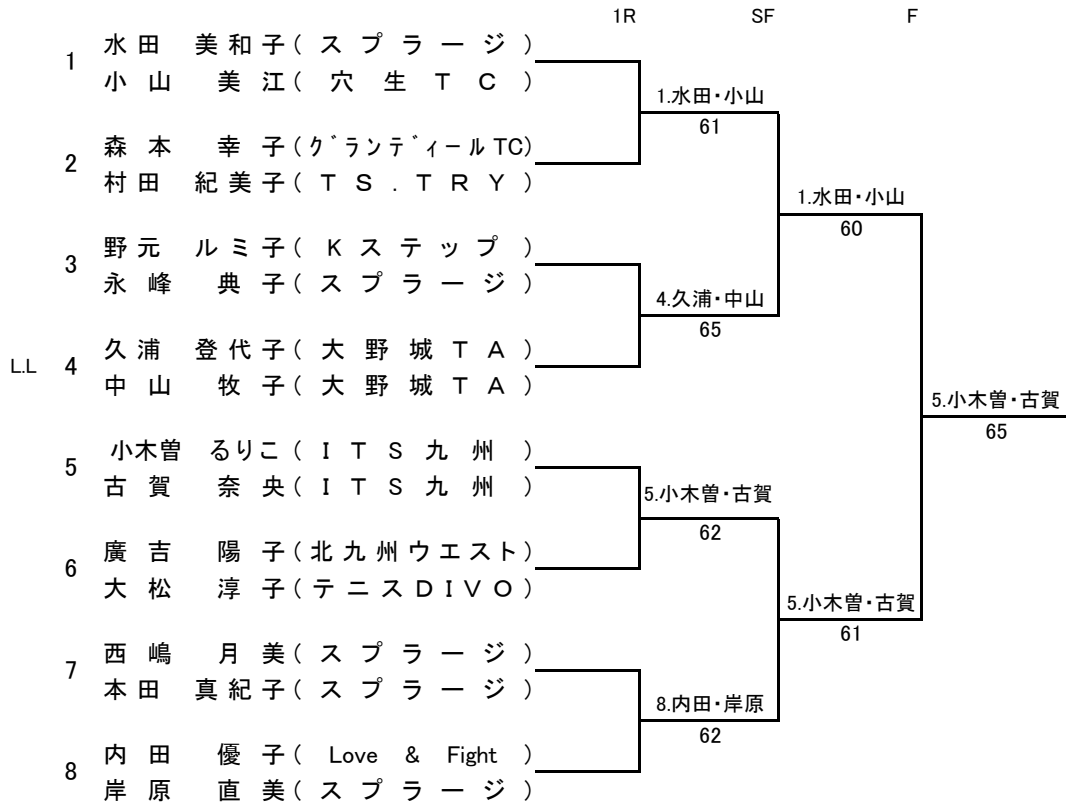 1R SF F
1 水田 美和子(スプラージ)
小山 美江(穴生TC)
1.水田・小山
61
2 森本 幸子(グランディールTC)
村田 紀美子(TS.TRY)
1.水田・小山
60
3 野元 ルミ子(Kステップ)
永峰 典子(スプラージ)
4.久浦・中山
65
L.L 4 久浦 登代子(大野城TA)
中山 牧子(大野城TA)
5.小木曽・古賀
65
5 小木曽 るりこ(ITS九州)
古賀 奈央(ITS九州)
5.小木曽・古賀
62
6 廣吉 陽子(北九州ウエスト)
大松 淳子(テニスDIVO)
5.小木曽・古賀
61
7 西嶋 月美(スプラージ)
本田 真紀子(スプラージ)
8.内田・岸原
62
8 内田 優子(Love & Fight)
岸原 直美(スプラージ)